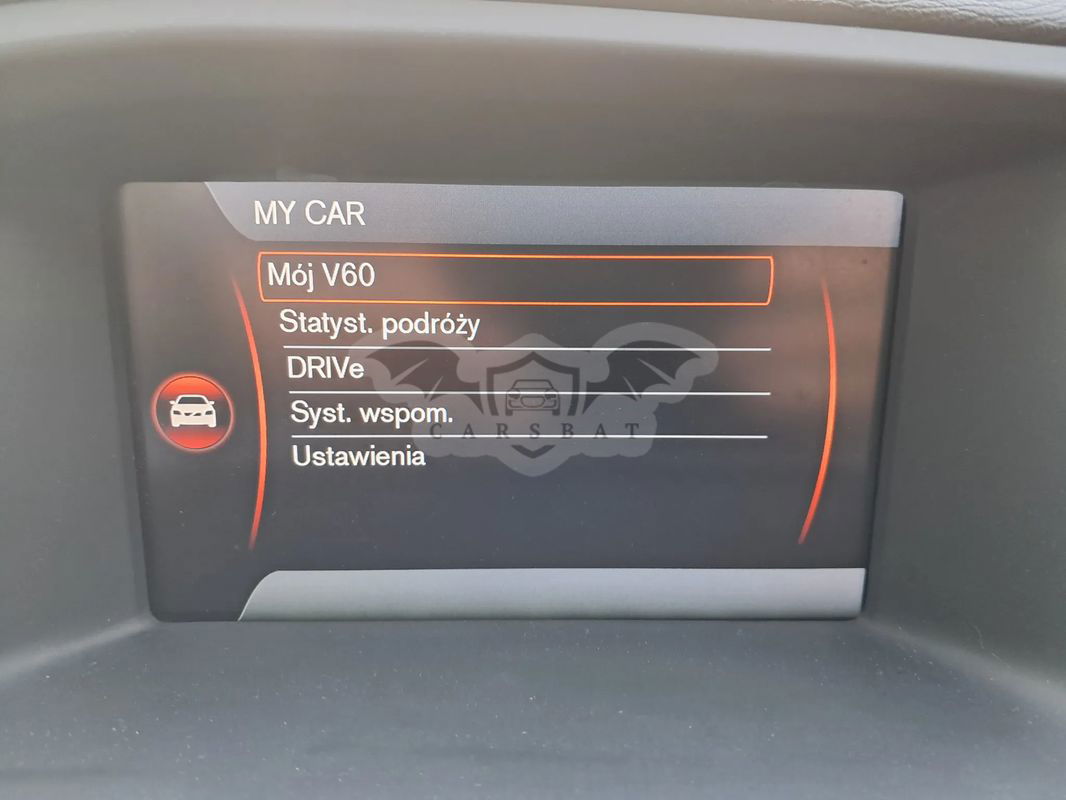 MY CAR
Mój V60
Statyst. podróży
DRIVe
Syst. wspom.
CARSBAT
Ustawienia